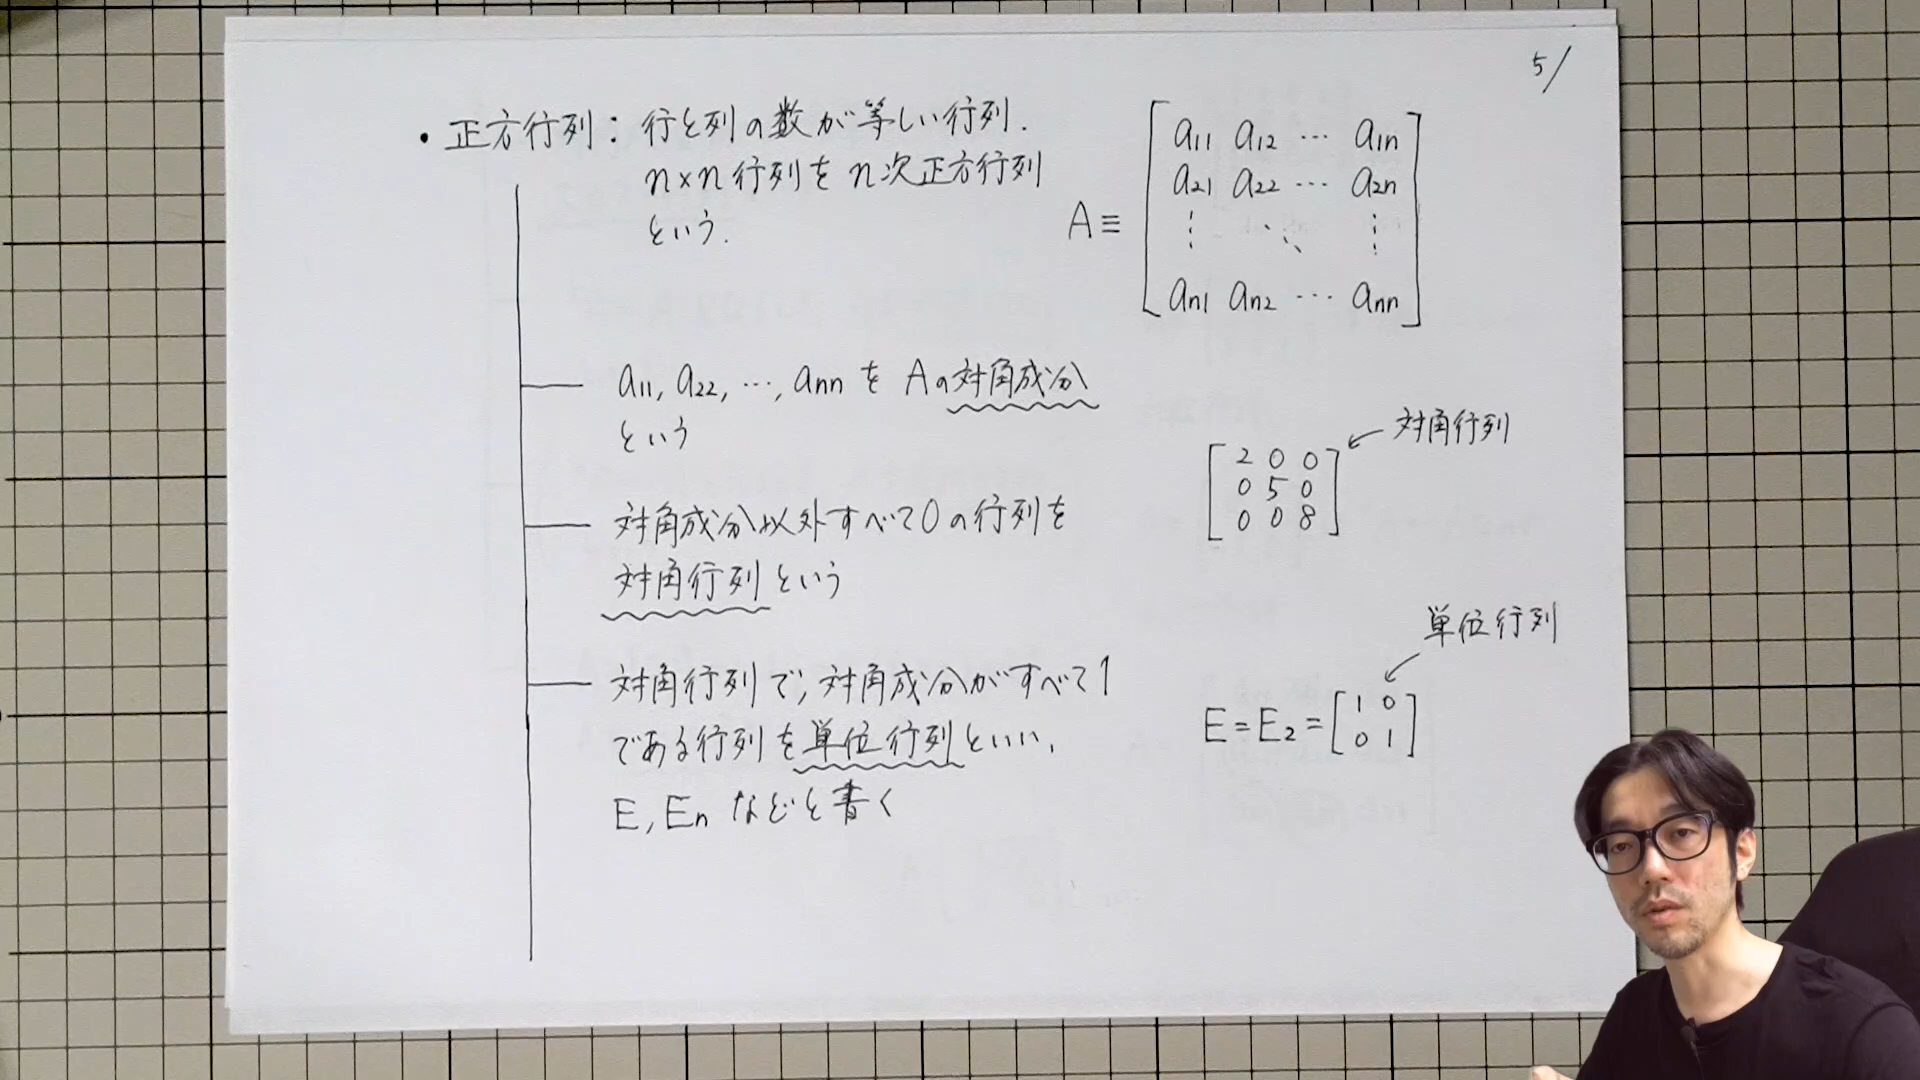 5/
・正方行列：行と列の数が等しい行列.
n×n行列をn次正方行列
という.
A≡
a11 a12 ⋯ a1n
a21 a22 ⋯ a2n
⋮ ⋱ ⋮
an1 an2 ⋯ ann
a11, a22, ⋯, ann を Aの対角成分
という
対角成分以外すべて0の行列を
対角行列という
対角行列
2 0 0
0 5 0
0 0 8
対角行列で,対角成分がすべて1
である行列を単位行列といい,
E, En などと書く
単位行列
E=E2=
1 0
0 1